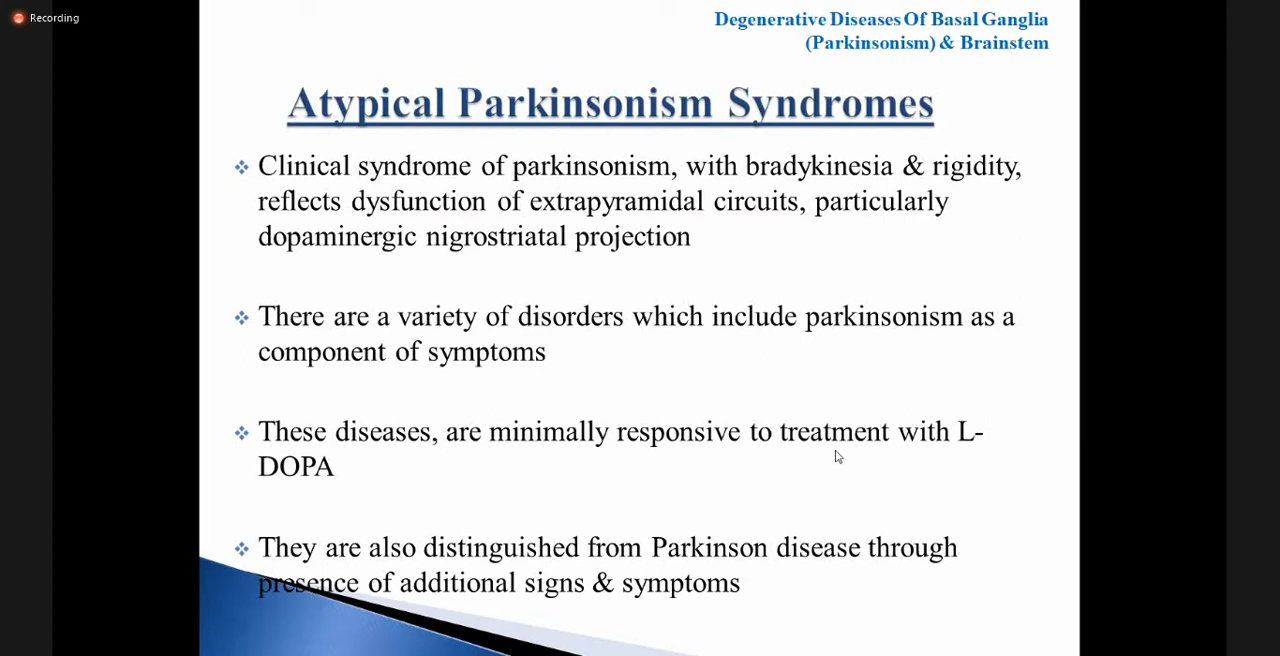 Recording
Degenerative Diseases Of Basal Ganglia
(Parkinsonism) & Brainstem
Atypical Parkinsonism Syndromes
Clinical syndrome of parkinsonism, with bradykinesia & rigidity,
reflects dysfunction of extrapyramidal circuits, particularly
dopaminergic nigrostriatal projection
There are a variety of disorders which include parkinsonism as a
component of symptoms
These diseases, are minimally responsive to treatment with L-
DOPA
They are also distinguished from Parkinson disease through
presence of additional signs & symptoms